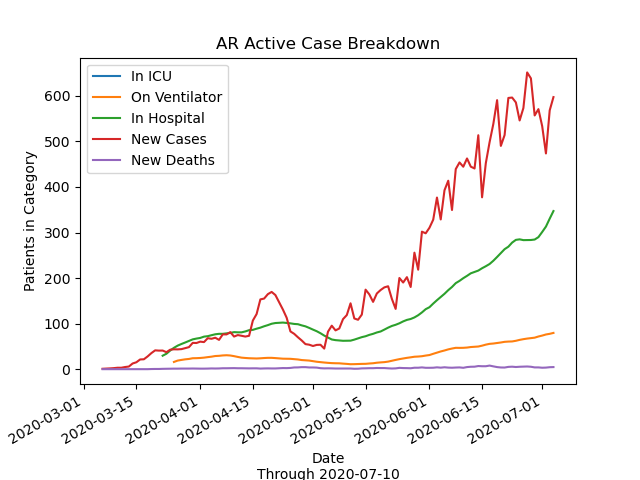 AR Active Case Breakdown
In ICU
On Ventilator
In Hospital
New Cases
New Deaths
Patients in Category
600
500
400
300
200
100
0
2020-03-01
2020-03-15
2020-04-01
2020-04-15
2020-05-01
2020-05-15
2020-06-01
2020-06-15
2020-07-01
Date
Through 2020-07-10